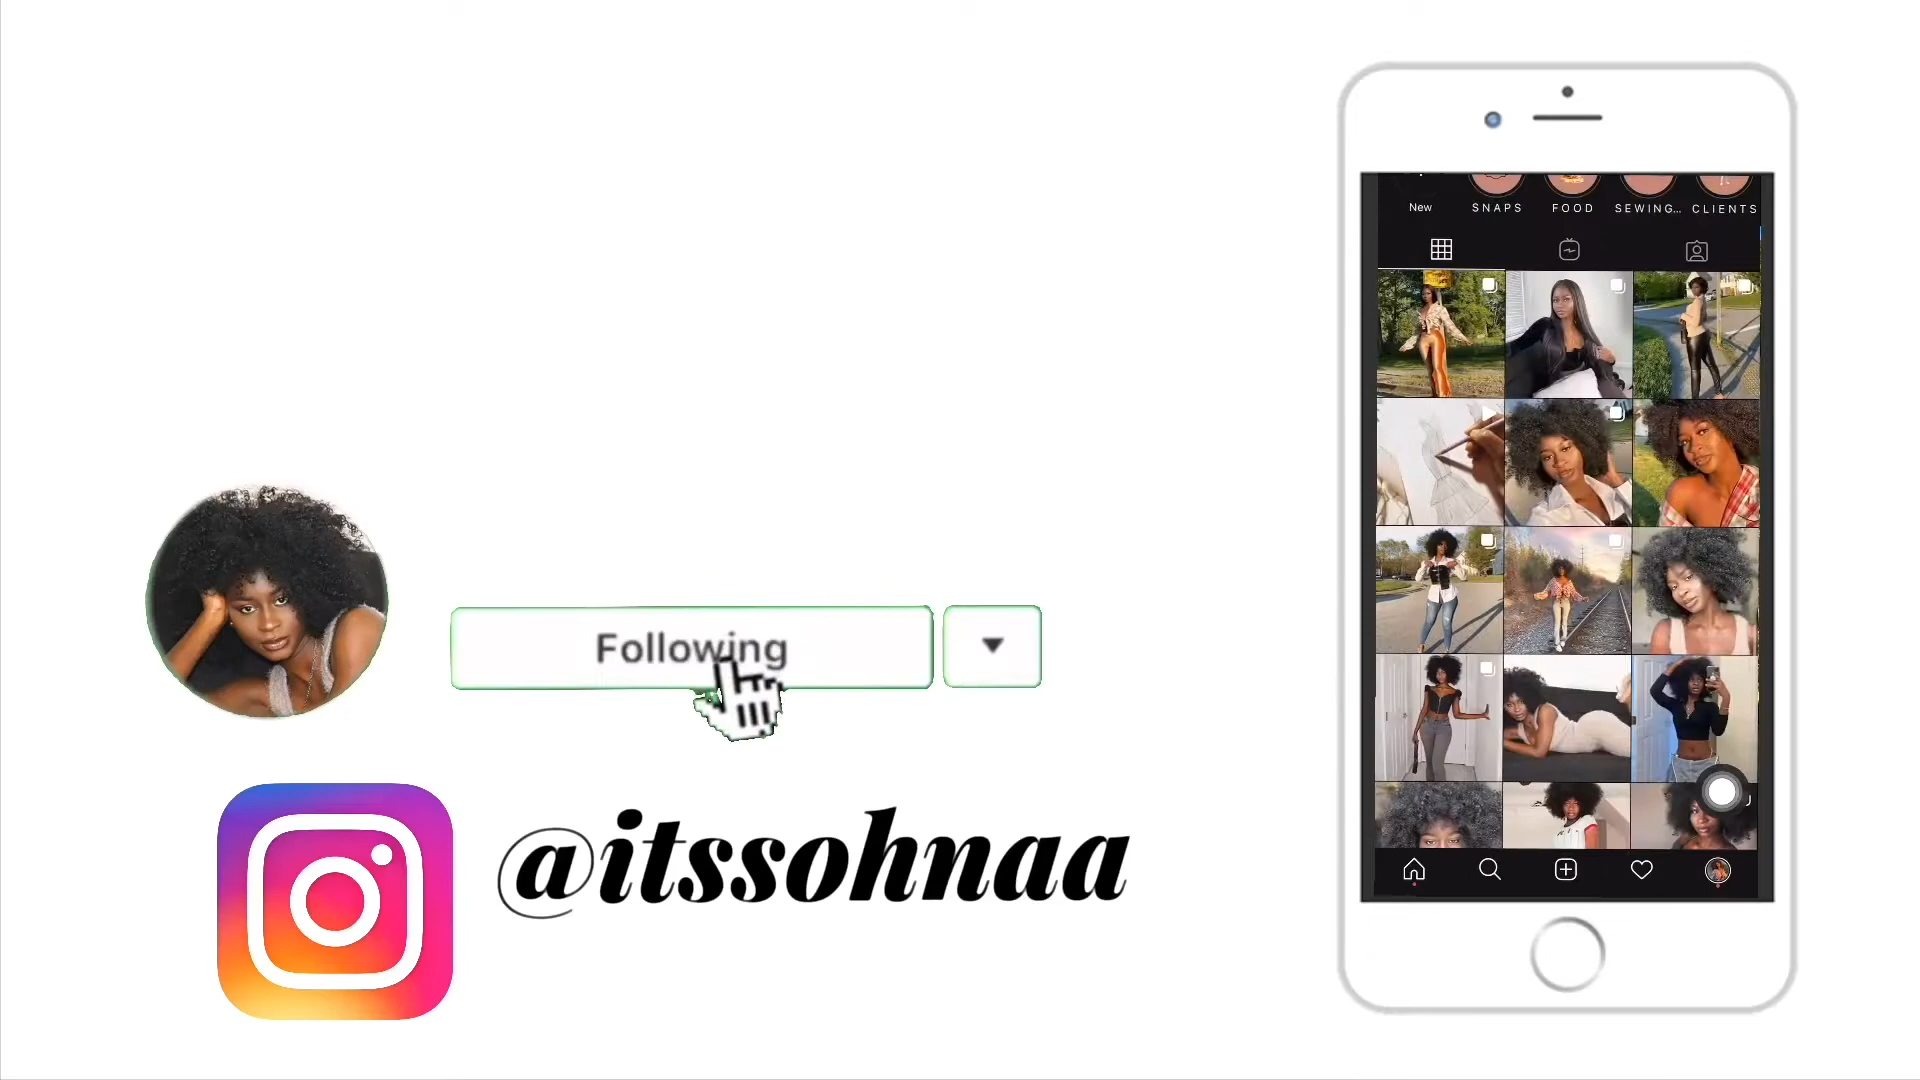 New
SNAPS
FOOD
SEWING...
CLIENTS
Following
@itssohnaa